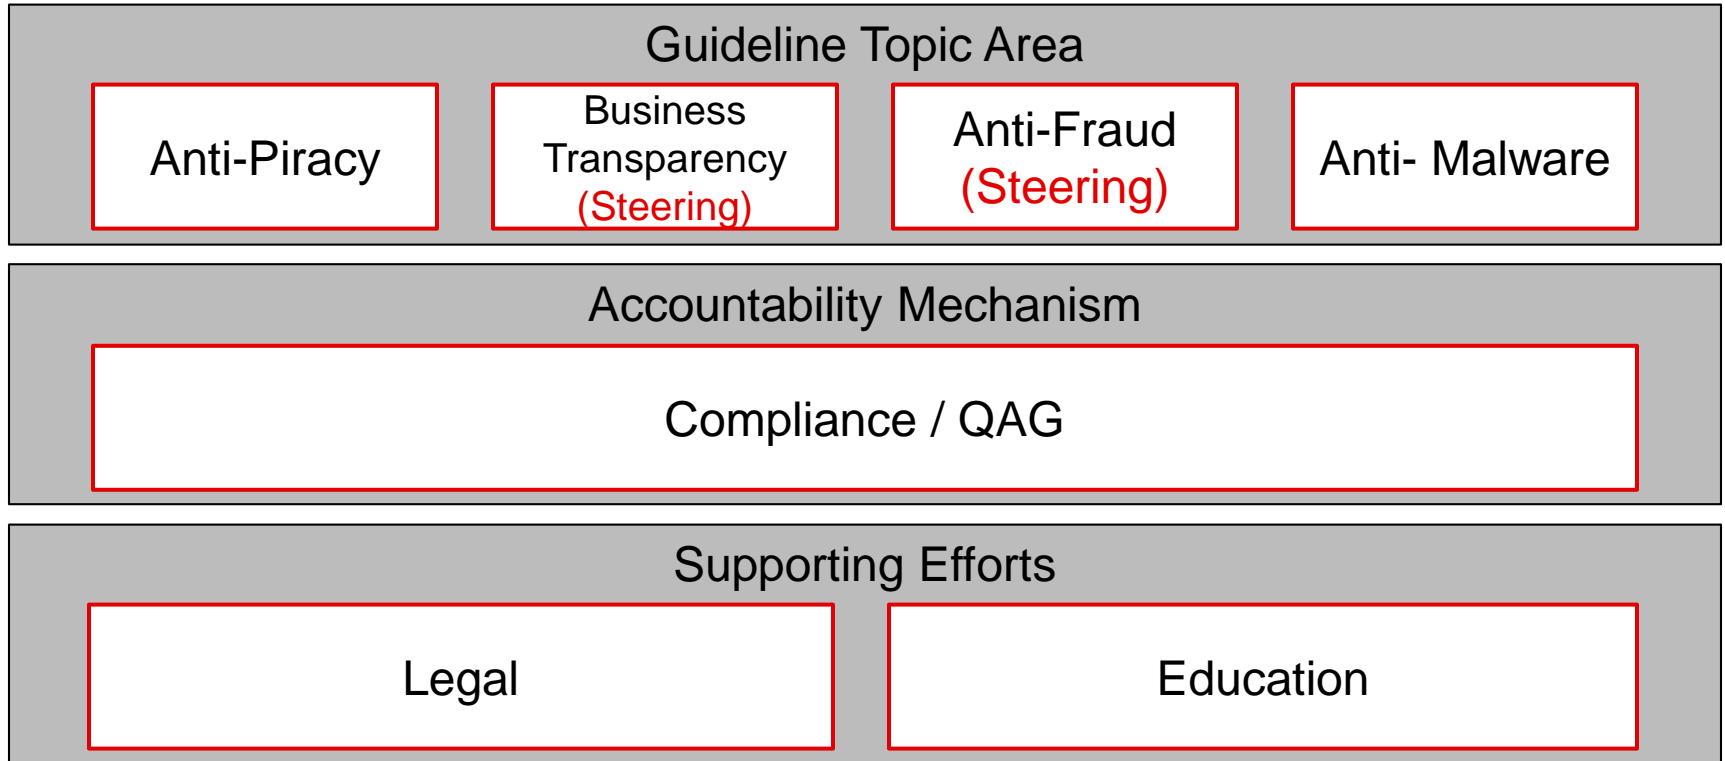 Guideline Topic Area
Anti-Piracy
Business
Transparency
(Steering)
Anti-Fraud
(Steering)
Anti- Malware
Accountability Mechanism
Compliance / QAG
Supporting Efforts
Legal
Education